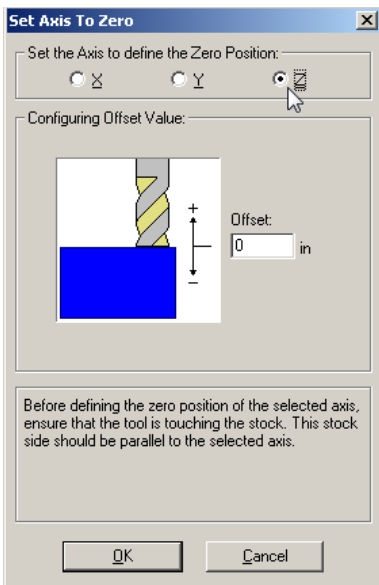 Set Axis To Zero
Set the Axis to define the Zero Position:
X Y Z
Configuring Offset Value:
+
Offset:
0 in
−
Before defining the zero position of the selected axis,
ensure that the tool is touching the stock. This stock
side should be parallel to the selected axis.
OK Cancel